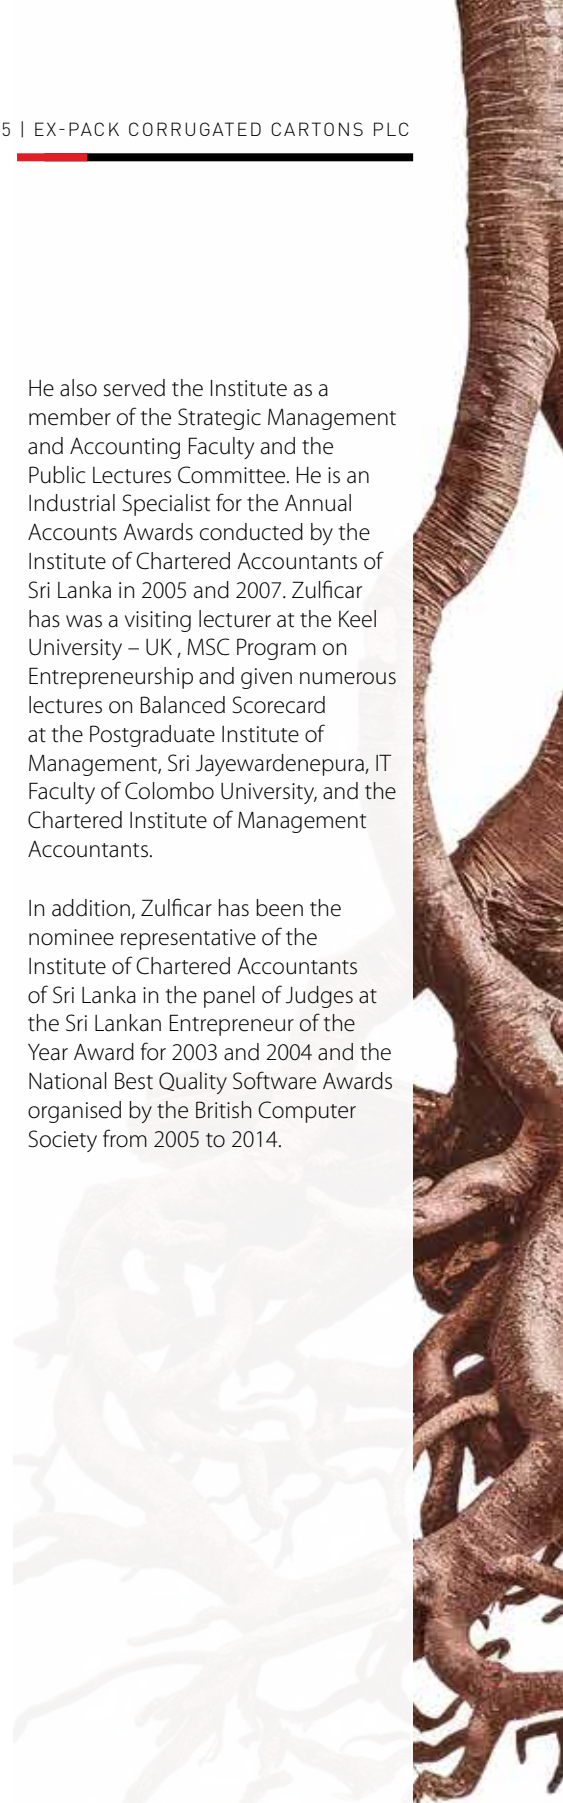 5 | EX-PACK CORRUGATED CARTONS PLC
He also served the Institute as a
member of the Strategic Management
and Accounting Faculty and the
Public Lectures Committee. He is an
Industrial Specialist for the Annual
Accounts Awards conducted by the
Institute of Chartered Accountants of
Sri Lanka in 2005 and 2007. Zulficar
has was a visiting lecturer at the Keel
University – UK , MSC Program on
Entrepreneurship and given numerous
lectures on Balanced Scorecard
at the Postgraduate Institute of
Management, Sri Jayewardenepura, IT
Faculty of Colombo University, and the
Chartered Institute of Management
Accountants.
In addition, Zulficar has been the
nominee representative of the
Institute of Chartered Accountants
of Sri Lanka in the panel of Judges at
the Sri Lankan Entrepreneur of the
Year Award for 2003 and 2004 and the
National Best Quality Software Awards
organised by the British Computer
Society from 2005 to 2014.